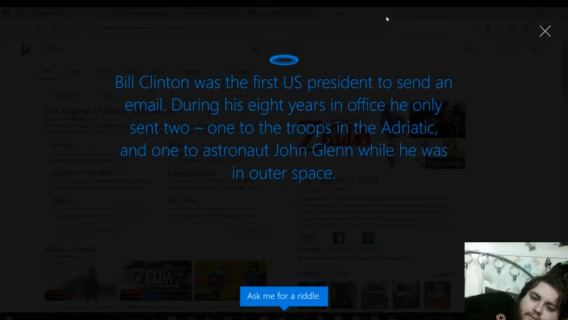 Bill Clinton was the first US president to send an
email. During his eight years in office he only
sent two – one to the troops in the Adriatic,
and one to astronaut John Glenn while he was
in outer space.
Ask me for a riddle.